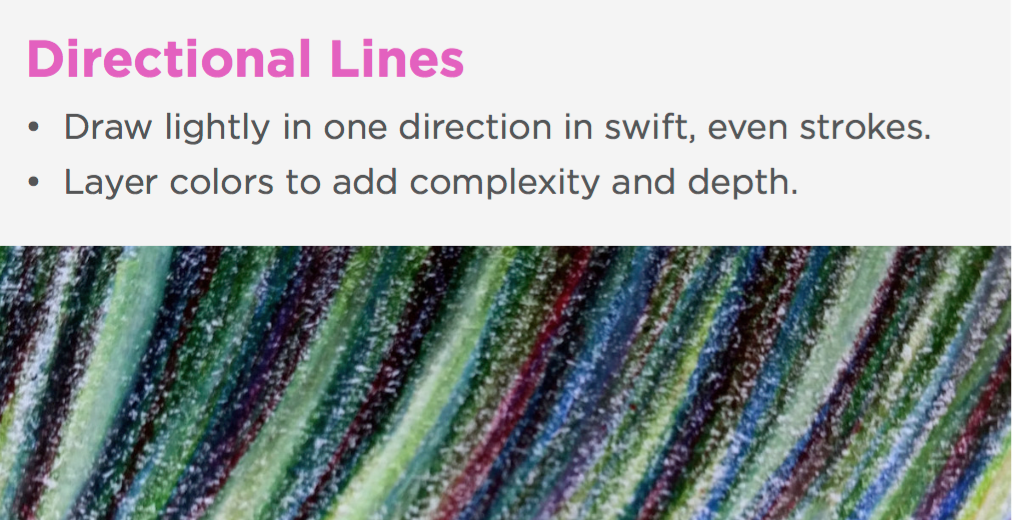 Directional Lines
• Draw lightly in one direction in swift, even strokes.
• Layer colors to add complexity and depth.